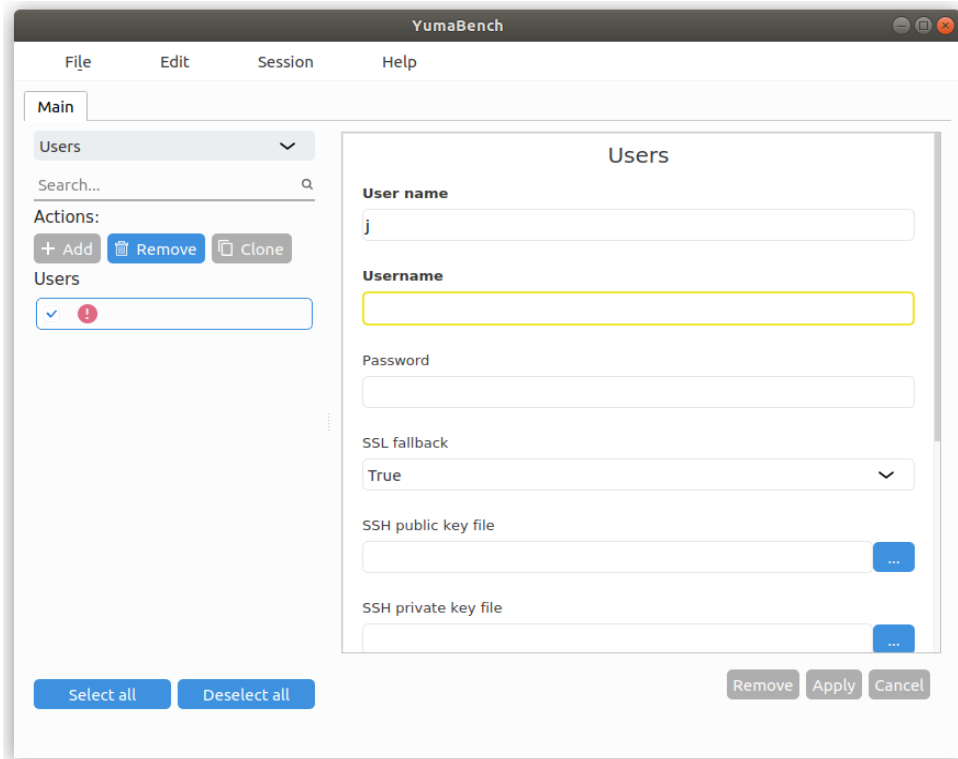 YumaBench
File Edit Session Help
Main
Users
Search...
Actions:
+ Add Remove Clone
Users
Users
User name
j
Username
Password
SSL fallback
True
SSH public key file
...
SSH private key file
...
Select all Deselect all
Remove Apply Cancel